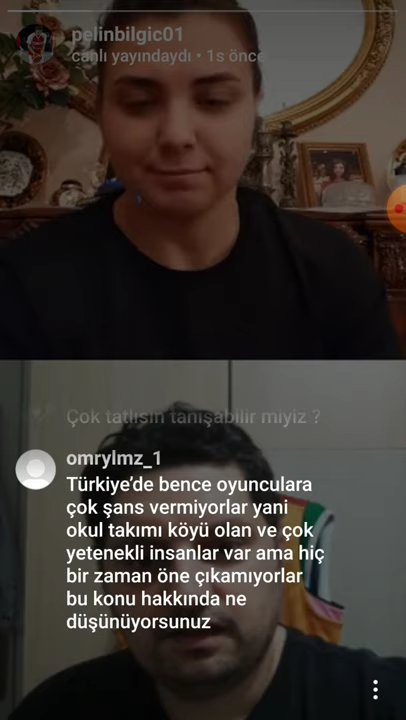 pelinbilgic01
canlı yayındaydı • 1s önce
Çok tatlısın tanışabilir miyiz ?
omrylmz_1
Türkiye'de bence oyunculara
çok şans vermiyorlar yani
okul takımı köyü olan ve çok
yetenekli insanlar var ama hiç
bir zaman öne çıkamıyorlar
bu konu hakkında ne
düşünüyorsunuz